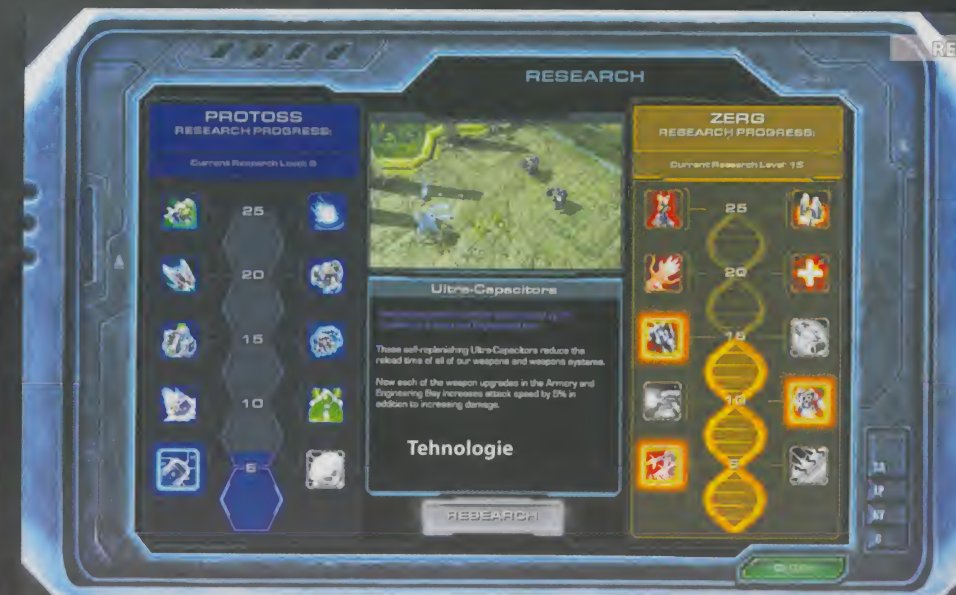 RE
RESEARCH
PROTOSS
RESEARCH PROGRESS:
Current Research Level 5
25
20
15
10
5
Ultra-Capacitors
These self-replenishing Ultra-Capacitors reduce the
reload time of all of our weapons and weapons systems.
Now each of the weapon upgrades in the Armory and
Engineering Bay increases attack speed by 5% in
addition to increasing damage.
Tehnologie
RESEARCH
ZERG
RESEARCH PROGRESS:
Current Research Level 15
25
20
15
10
5